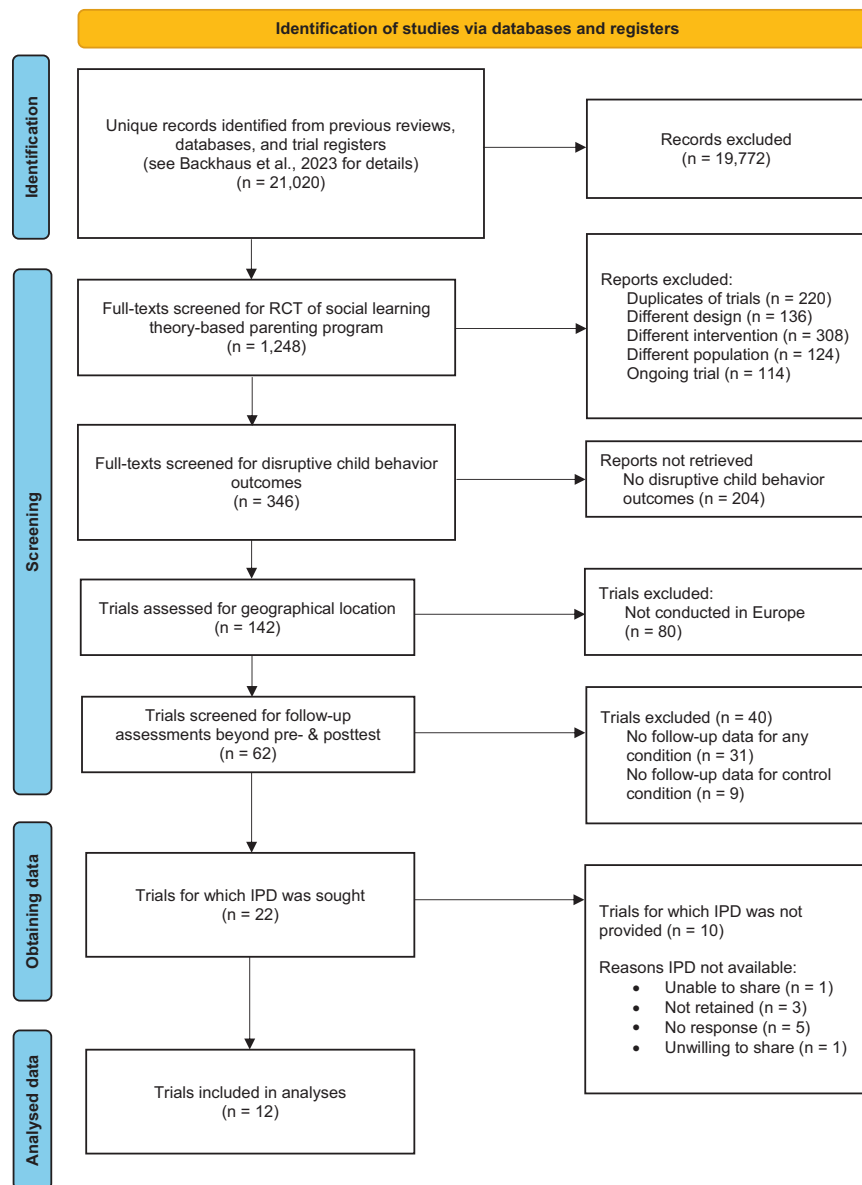 Identification of studies via databases and registers
Identification
Unique records identified from previous reviews,
databases, and trial registers
(see Backhaus et al., 2023 for details)
(n = 21,020)
Records excluded
(n = 19,772)
Screening
Full-texts screened for RCT of social learning
theory-based parenting program
(n = 1,248)
Reports excluded:
Duplicates of trials (n = 220)
Different design (n = 136)
Different intervention (n = 308)
Different population (n = 124)
Ongoing trial (n = 114)
Full-texts screened for disruptive child behavior
outcomes
(n = 346)
Reports not retrieved
No disruptive child behavior
outcomes (n = 204)
Trials assessed for geographical location
(n = 142)
Trials excluded:
Not conducted in Europe
(n = 80)
Trials screened for follow-up
assessments beyond pre- & posttest
(n = 62)
Trials excluded (n = 40)
No follow-up data for any
condition (n = 31)
No follow-up data for control
condition (n = 9)
Obtaining data
Trials for which IPD was sought
(n = 22)
Trials for which IPD was not
provided (n = 10)
Reasons IPD not available:
• Unable to share (n = 1)
• Not retained (n = 3)
• No response (n = 5)
• Unwilling to share (n = 1)
Analysed data
Trials included in analyses
(n = 12)